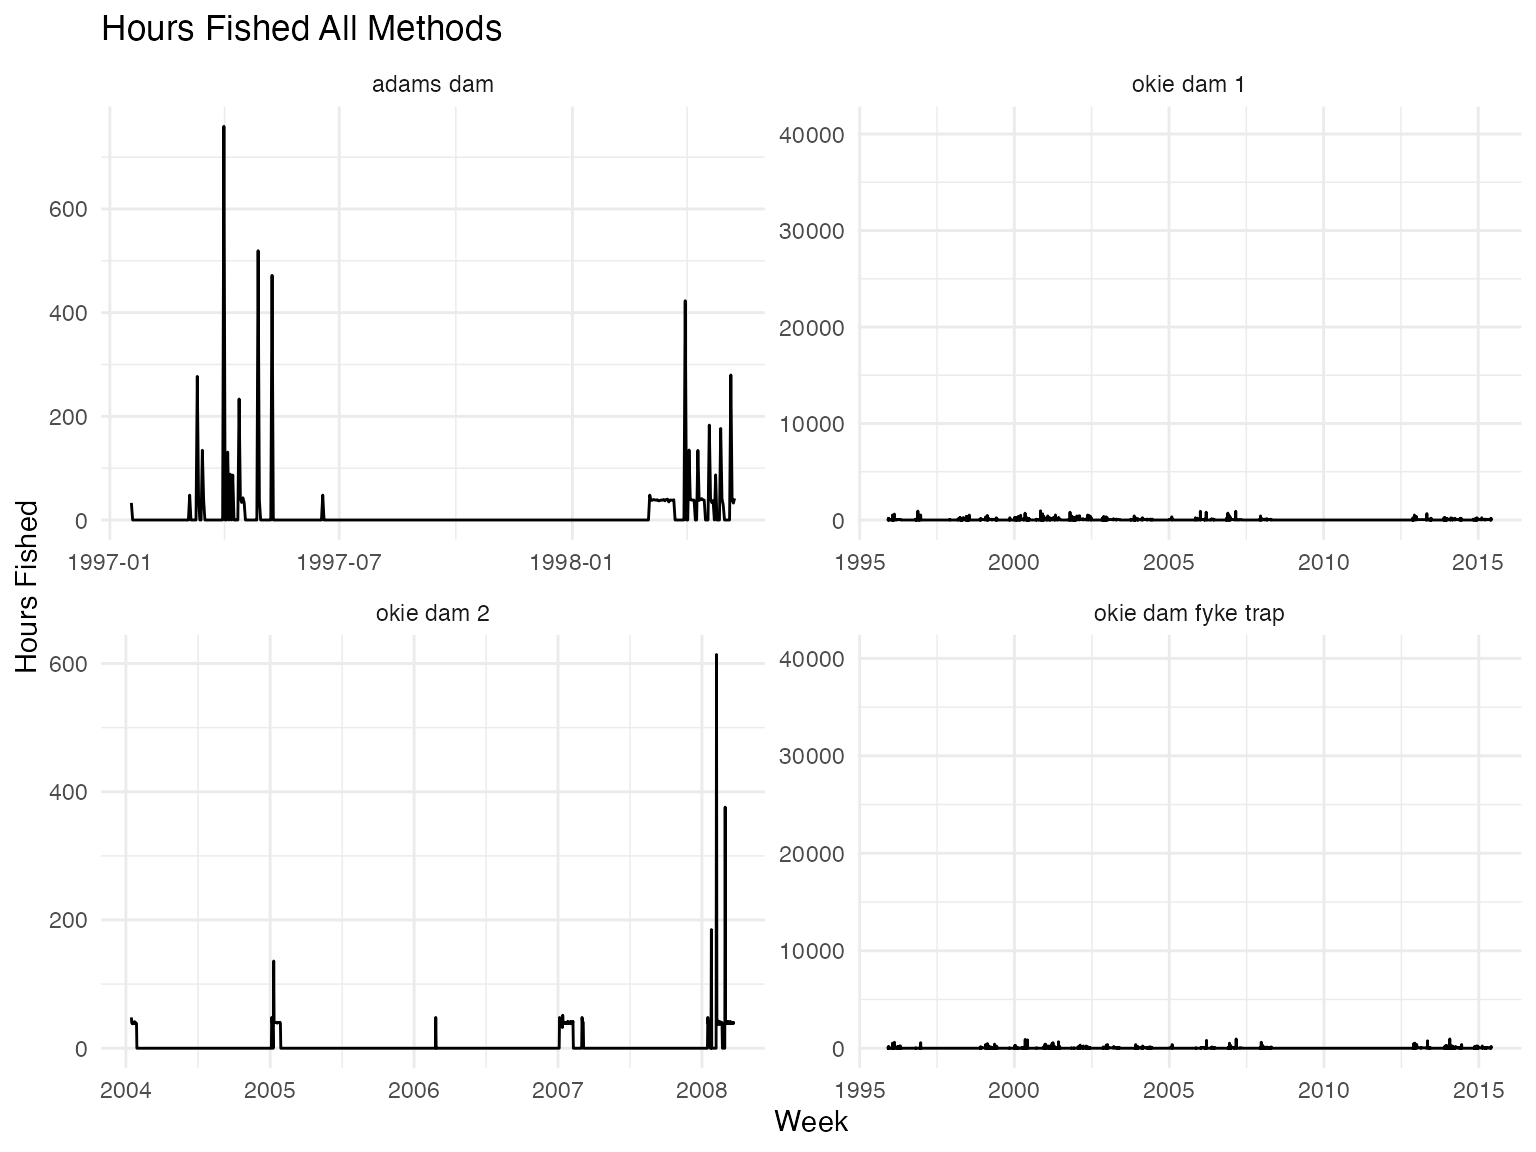 Hours Fished All Methods
adams dam
okie dam 1
600
400
200
0
1997-01 1997-07 1998-01
40000
30000
20000
10000
0
1995 2000 2005 2010 2015
Hours Fished
okie dam 2
okie dam fyke trap
600
400
200
0
2004 2005 2006 2007 2008
40000
30000
20000
10000
0
1995 2000 2005 2010 2015
Week